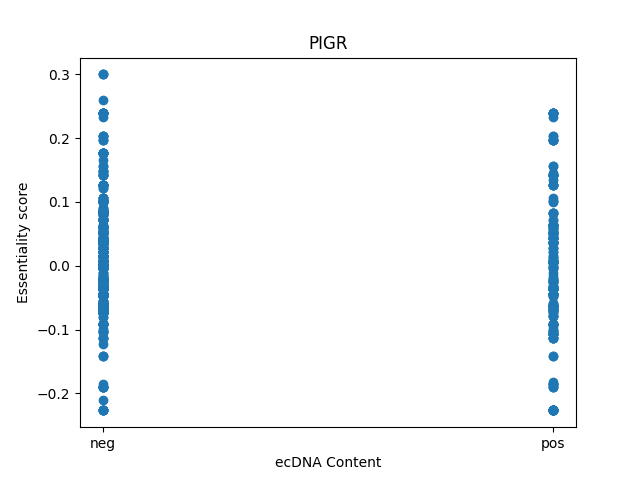 PIGR
0.3
0.2
0.1
0.0
−0.1
−0.2
Essentiality score
neg
pos
ecDNA Content